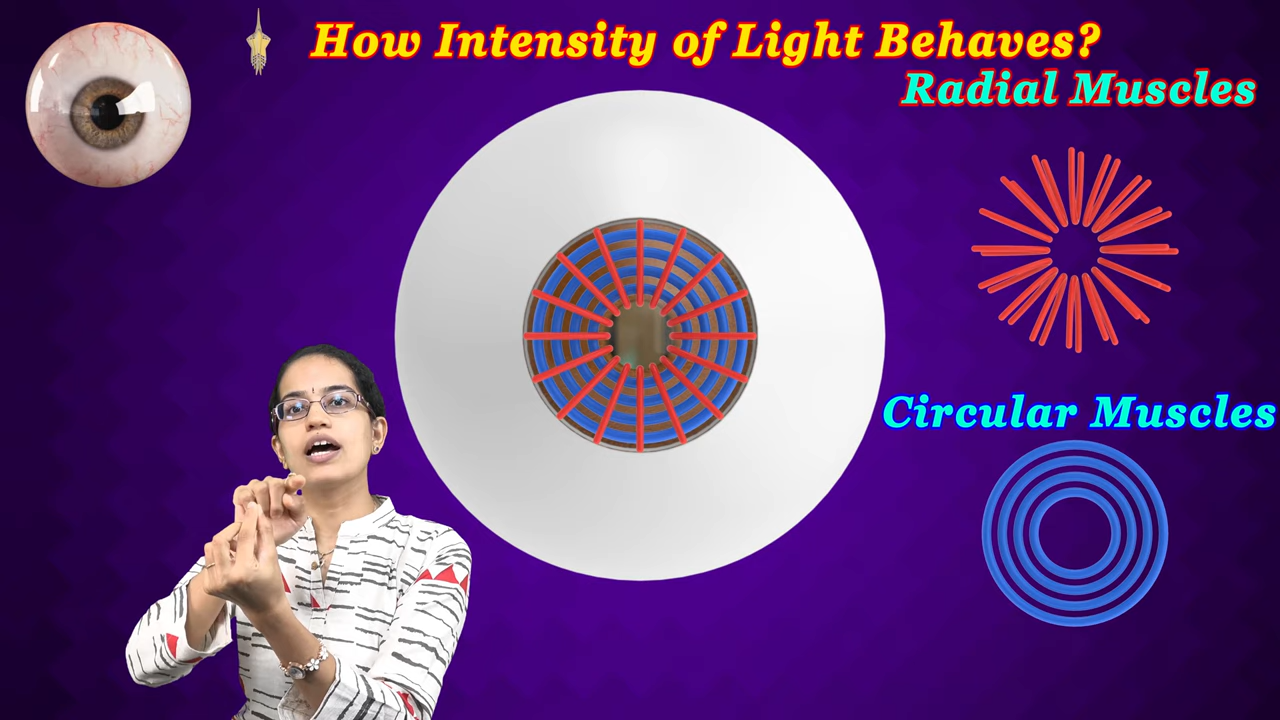 How Intensity of Light Behaves?
Radial Muscles
Circular Muscles